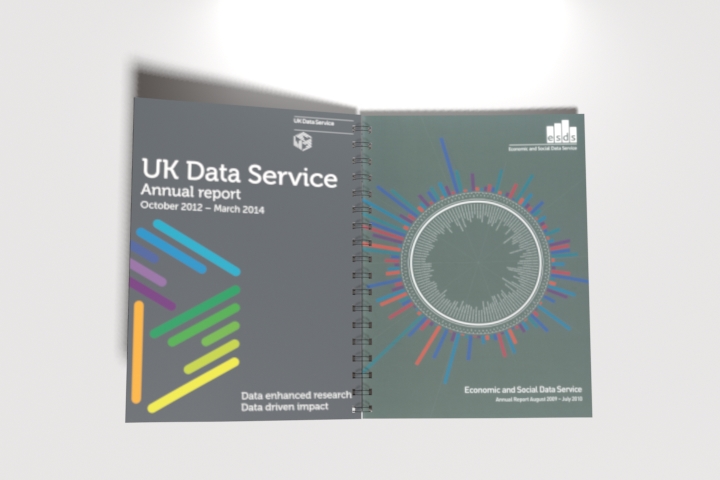 UK Data Service
UK Data Service
Annual report
October 2012 – March 2014
Data enhanced research
Data driven impact
esds
Economic and Social Data Service
Economic and Social Data Service
Annual Report August 2009 – July 2010